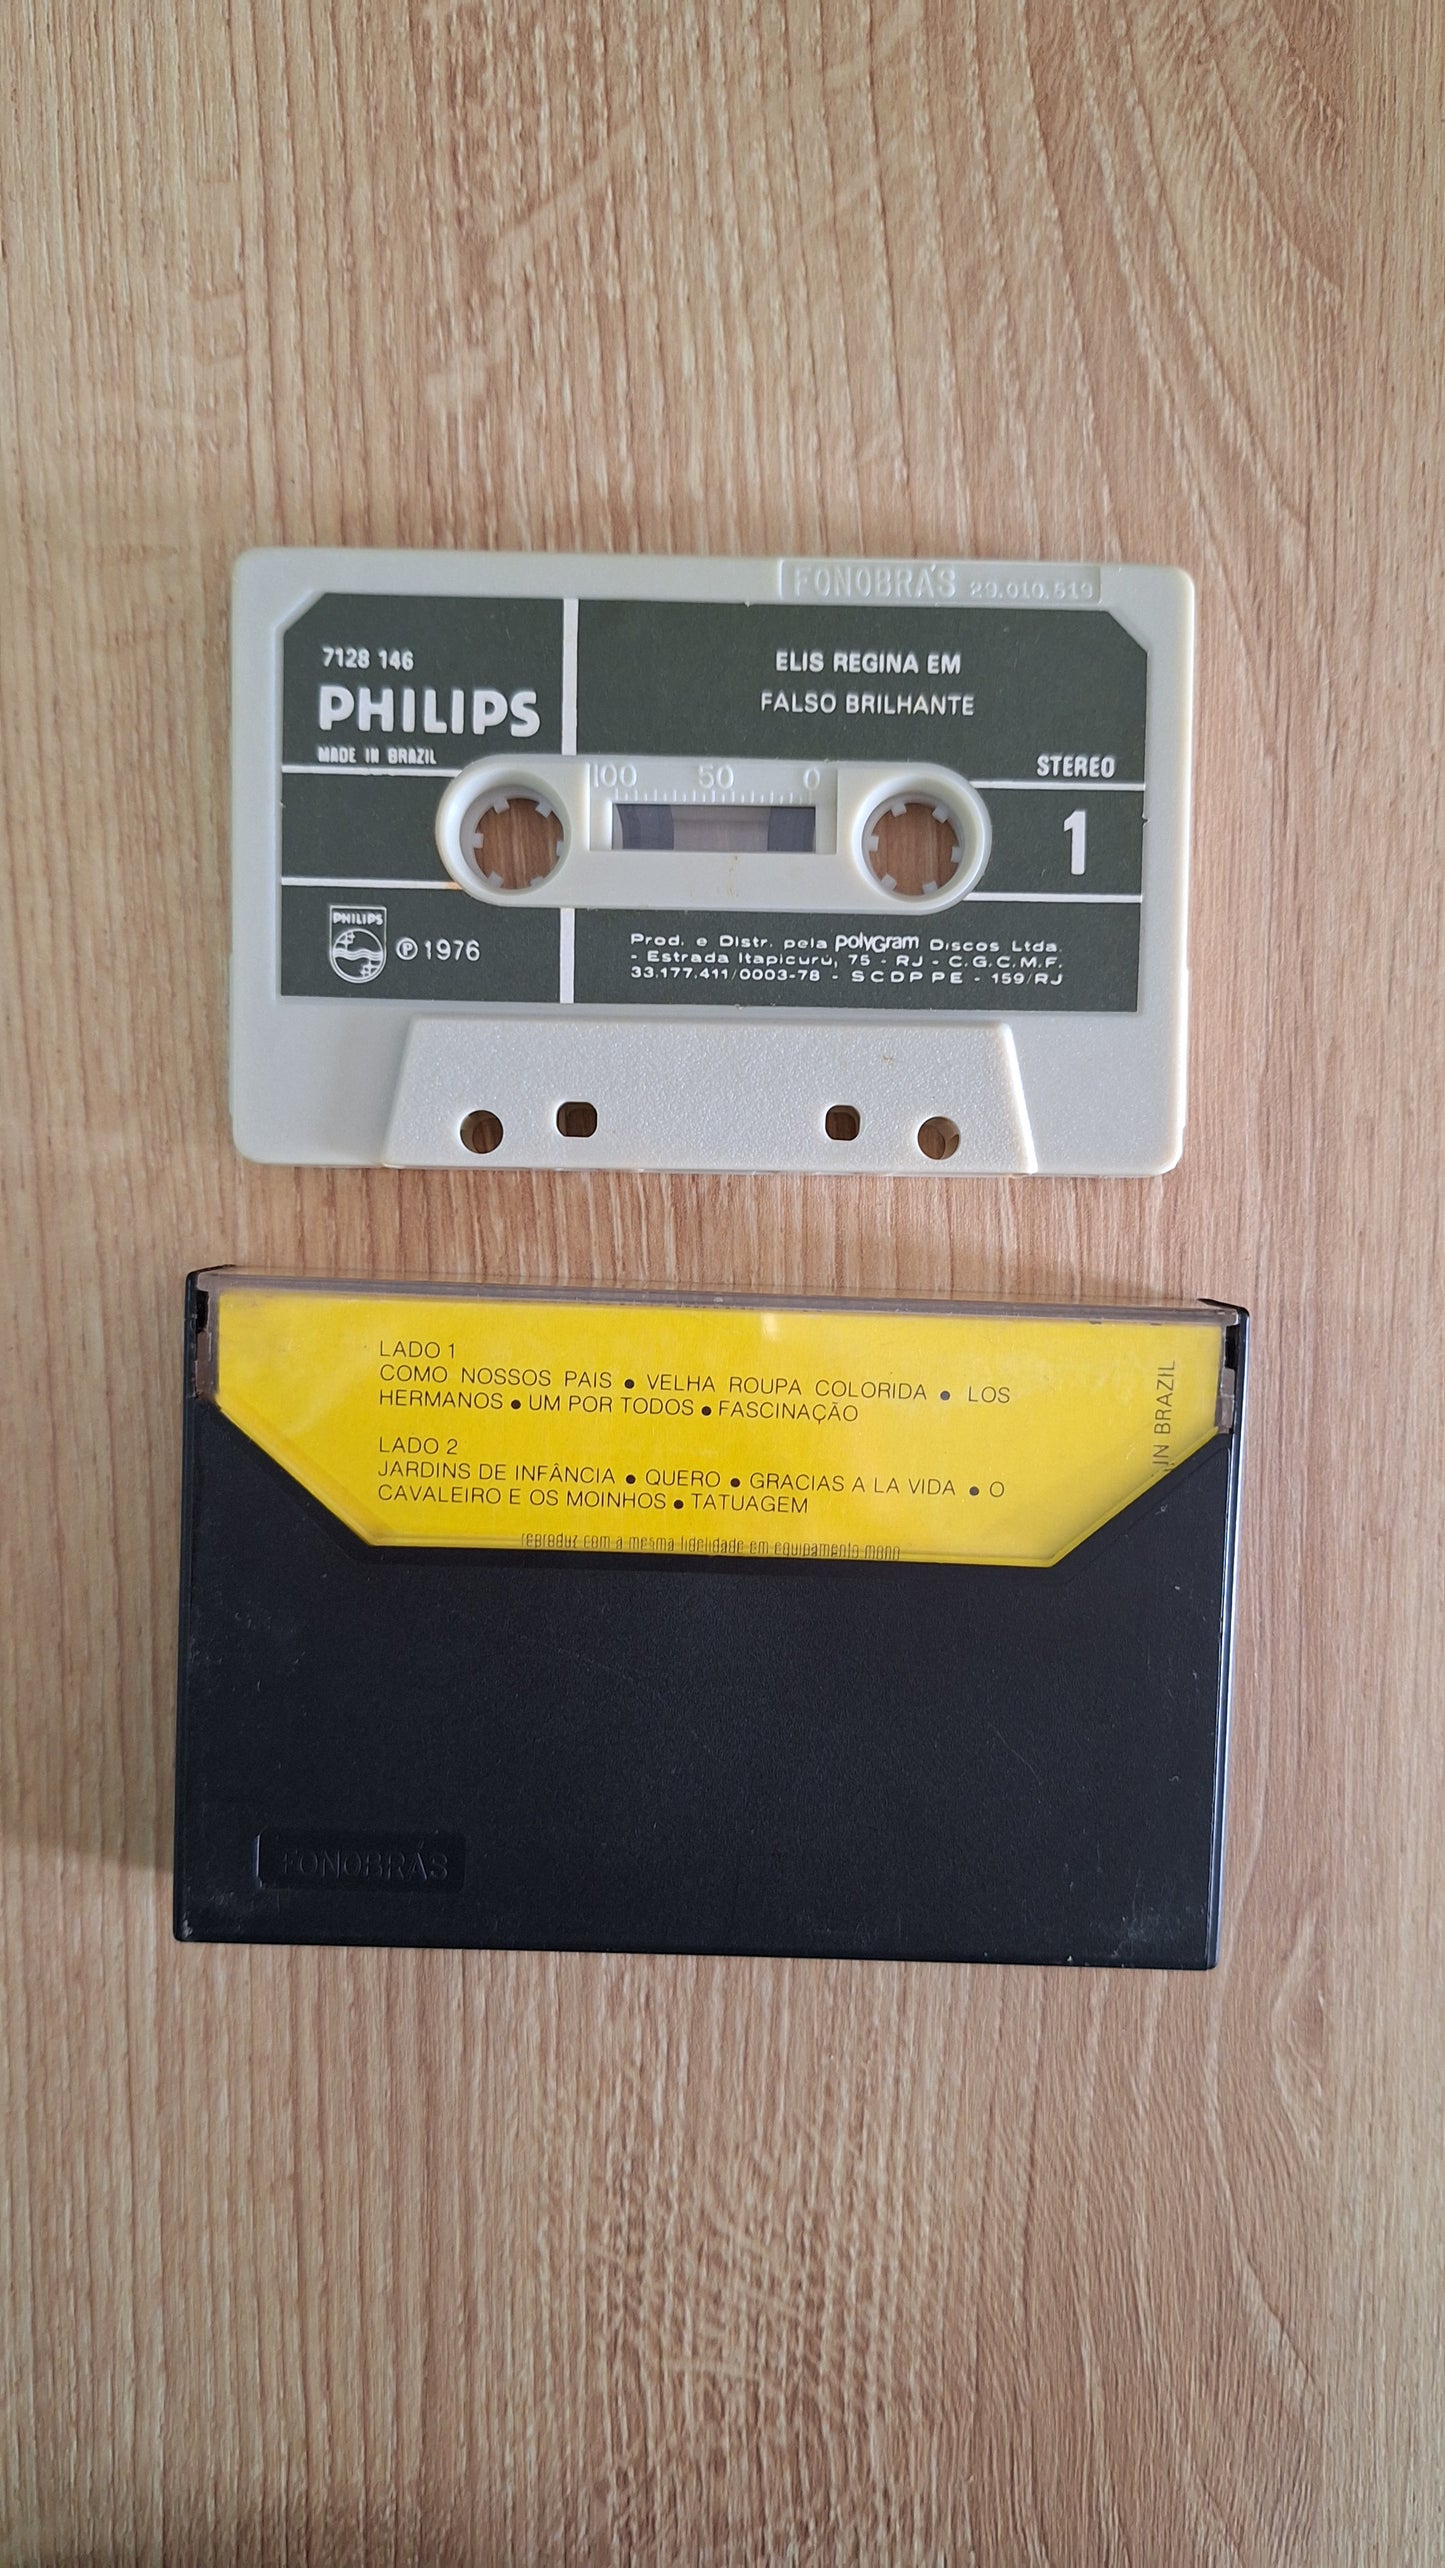 FONOBRÁS 29.010.519
7128 146
PHILIPS
MADE IN BRAZIL
ELIS REGINA EM
FALSO BRILHANTE
STEREO
1
100 50 0
PHILIPS
Ⓟ 1976
Prod. e Distr. pela PolyGram Discos Ltda.
- Estrada Itapicurú, 75 - RJ - C.G.C.M.F.
33.177.411/0003-78 - SCDP PE - 159/RJ
LADO 1
COMO NOSSOS PAIS ● VELHA ROUPA COLORIDA ● LOS
HERMANOS ● UM POR TODOS ● FASCINAÇÃO
LADO 2
JARDINS DE INFÂNCIA ● QUERO ● GRACIAS A LA VIDA ● O
CAVALEIRO E OS MOINHOS ● TATUAGEM
reproduz com a mesma fidelidade em equipamento mono
IN BRAZIL
FONOBRÁS